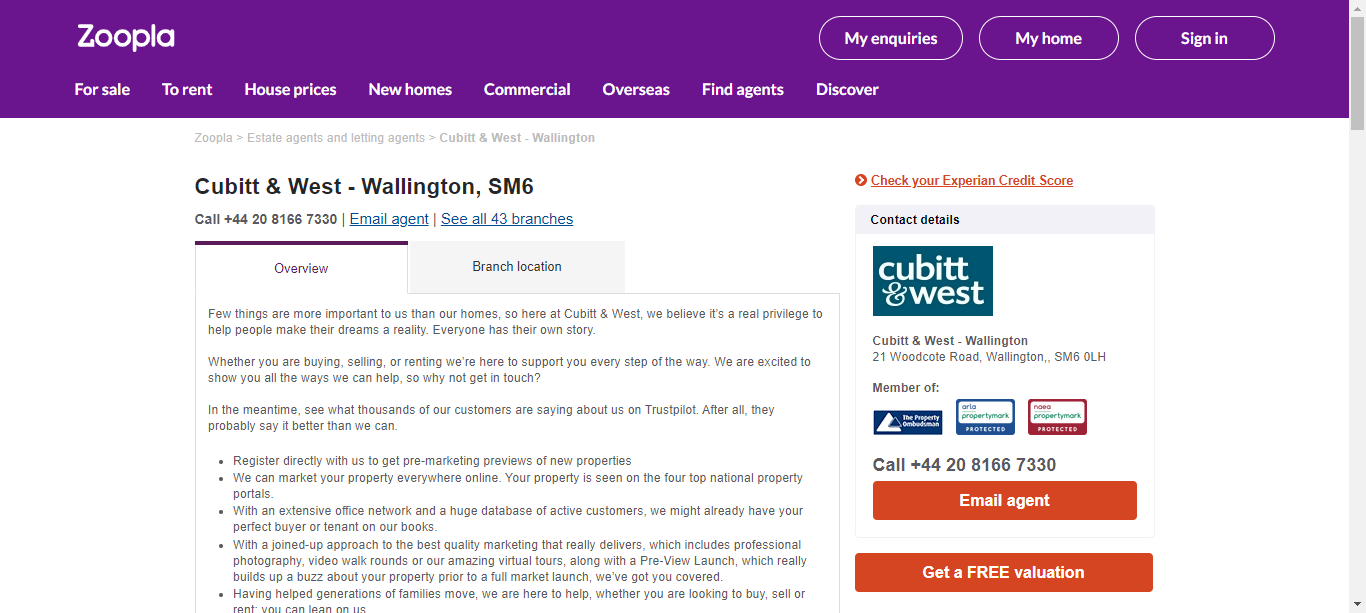 Zoopla
My enquiries
My home
Sign in
For sale
To rent
House prices
New homes
Commercial
Overseas
Find agents
Discover
Zoopla > Estate agents and letting agents > Cubitt & West - Wallington
Cubitt & West - Wallington, SM6
Call +44 20 8166 7330 | Email agent | See all 43 branches
Overview
Branch location
Few things are more important to us than our homes, so here at Cubitt & West, we believe it’s a real privilege to
help people make their dreams a reality. Everyone has their own story.
Whether you are buying, selling, or renting we’re here to support you every step of the way. We are excited to
show you all the ways we can help, so why not get in touch?
In the meantime, see what thousands of our customers are saying about us on Trustpilot. After all, they
probably say it better than we can.
Register directly with us to get pre-marketing previews of new properties
We can market your property everywhere online. Your property is seen on the four top national property
portals.
With an extensive office network and a huge database of active customers, we might already have your
perfect buyer or tenant on our books.
With a joined-up approach to the best quality marketing that really delivers, which includes professional
photography, video walk rounds or our amazing virtual tours, along with a Pre-View Launch, which really
builds up a buzz about your property prior to a full market launch, we’ve got you covered.
Having helped generations of families move, we are here to help, whether you are looking to buy, sell or
rent; you can lean on us.
Check your Experian Credit Score
Contact details
cubitt
&west
Cubitt & West - Wallington
21 Woodcote Road, Wallington,, SM6 0LH
Member of:
The Property
Ombudsman
arla
propertymark
PROTECTED
naea
propertymark
PROTECTED
Call +44 20 8166 7330
Email agent
Get a FREE valuation